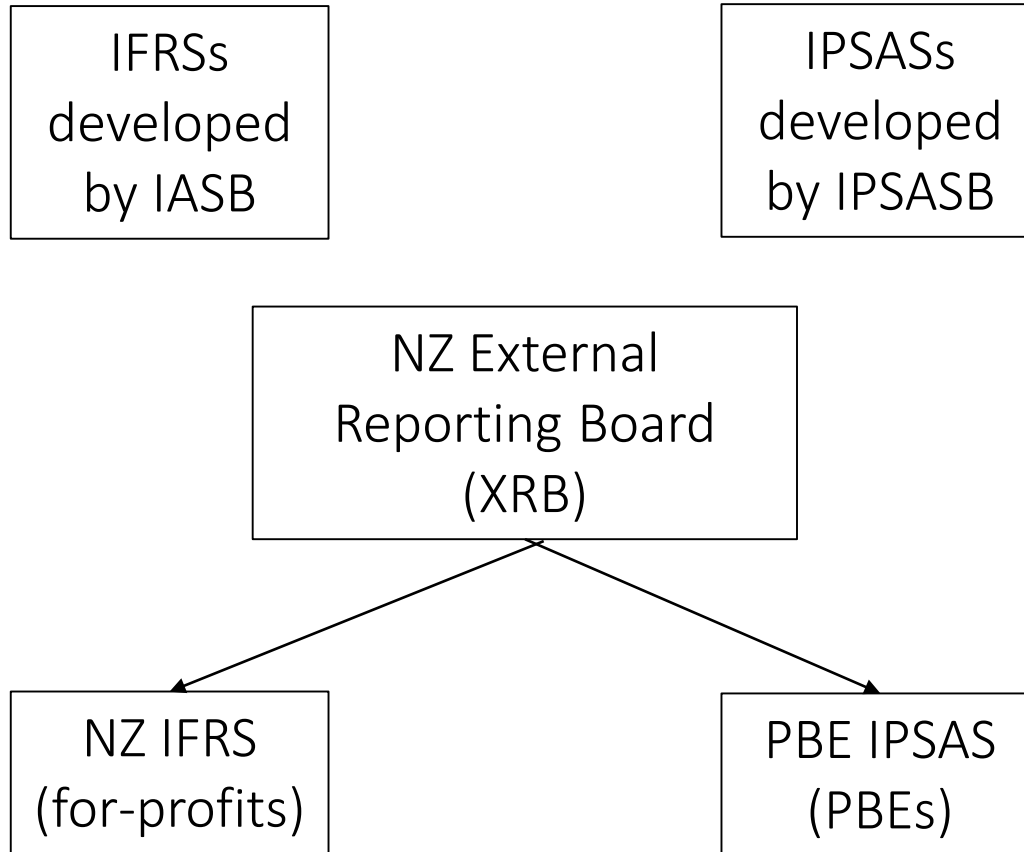 IFRSs
developed
by IASB
IPSASs
developed
by IPSASB
NZ External
Reporting Board
(XRB)
NZ IFRS
(for-profits)
PBE IPSAS
(PBEs)